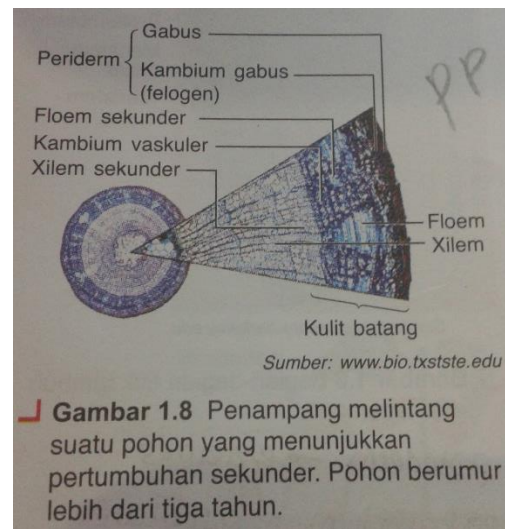 Gabus
Periderm
Kambium gabus
(felogen)
Floem sekunder
Kambium vaskuler
Xilem sekunder
PP
Floem
Xilem
Kulit batang
Sumber: www.bio.txstste.edu
Gambar 1.8 Penampang melintang
suatu pohon yang menunjukkan
pertumbuhan sekunder. Pohon berumur
lebih dari tiga tahun.